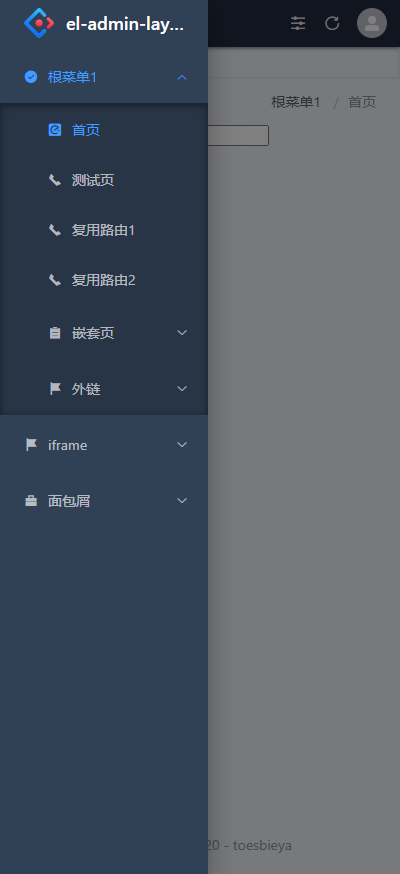 el-admin-lay...
根菜单1
首页
测试页
复用路由1
复用路由2
嵌套页
外链
iframe
面包屑
根菜单1 / 首页
20 - toesbieya